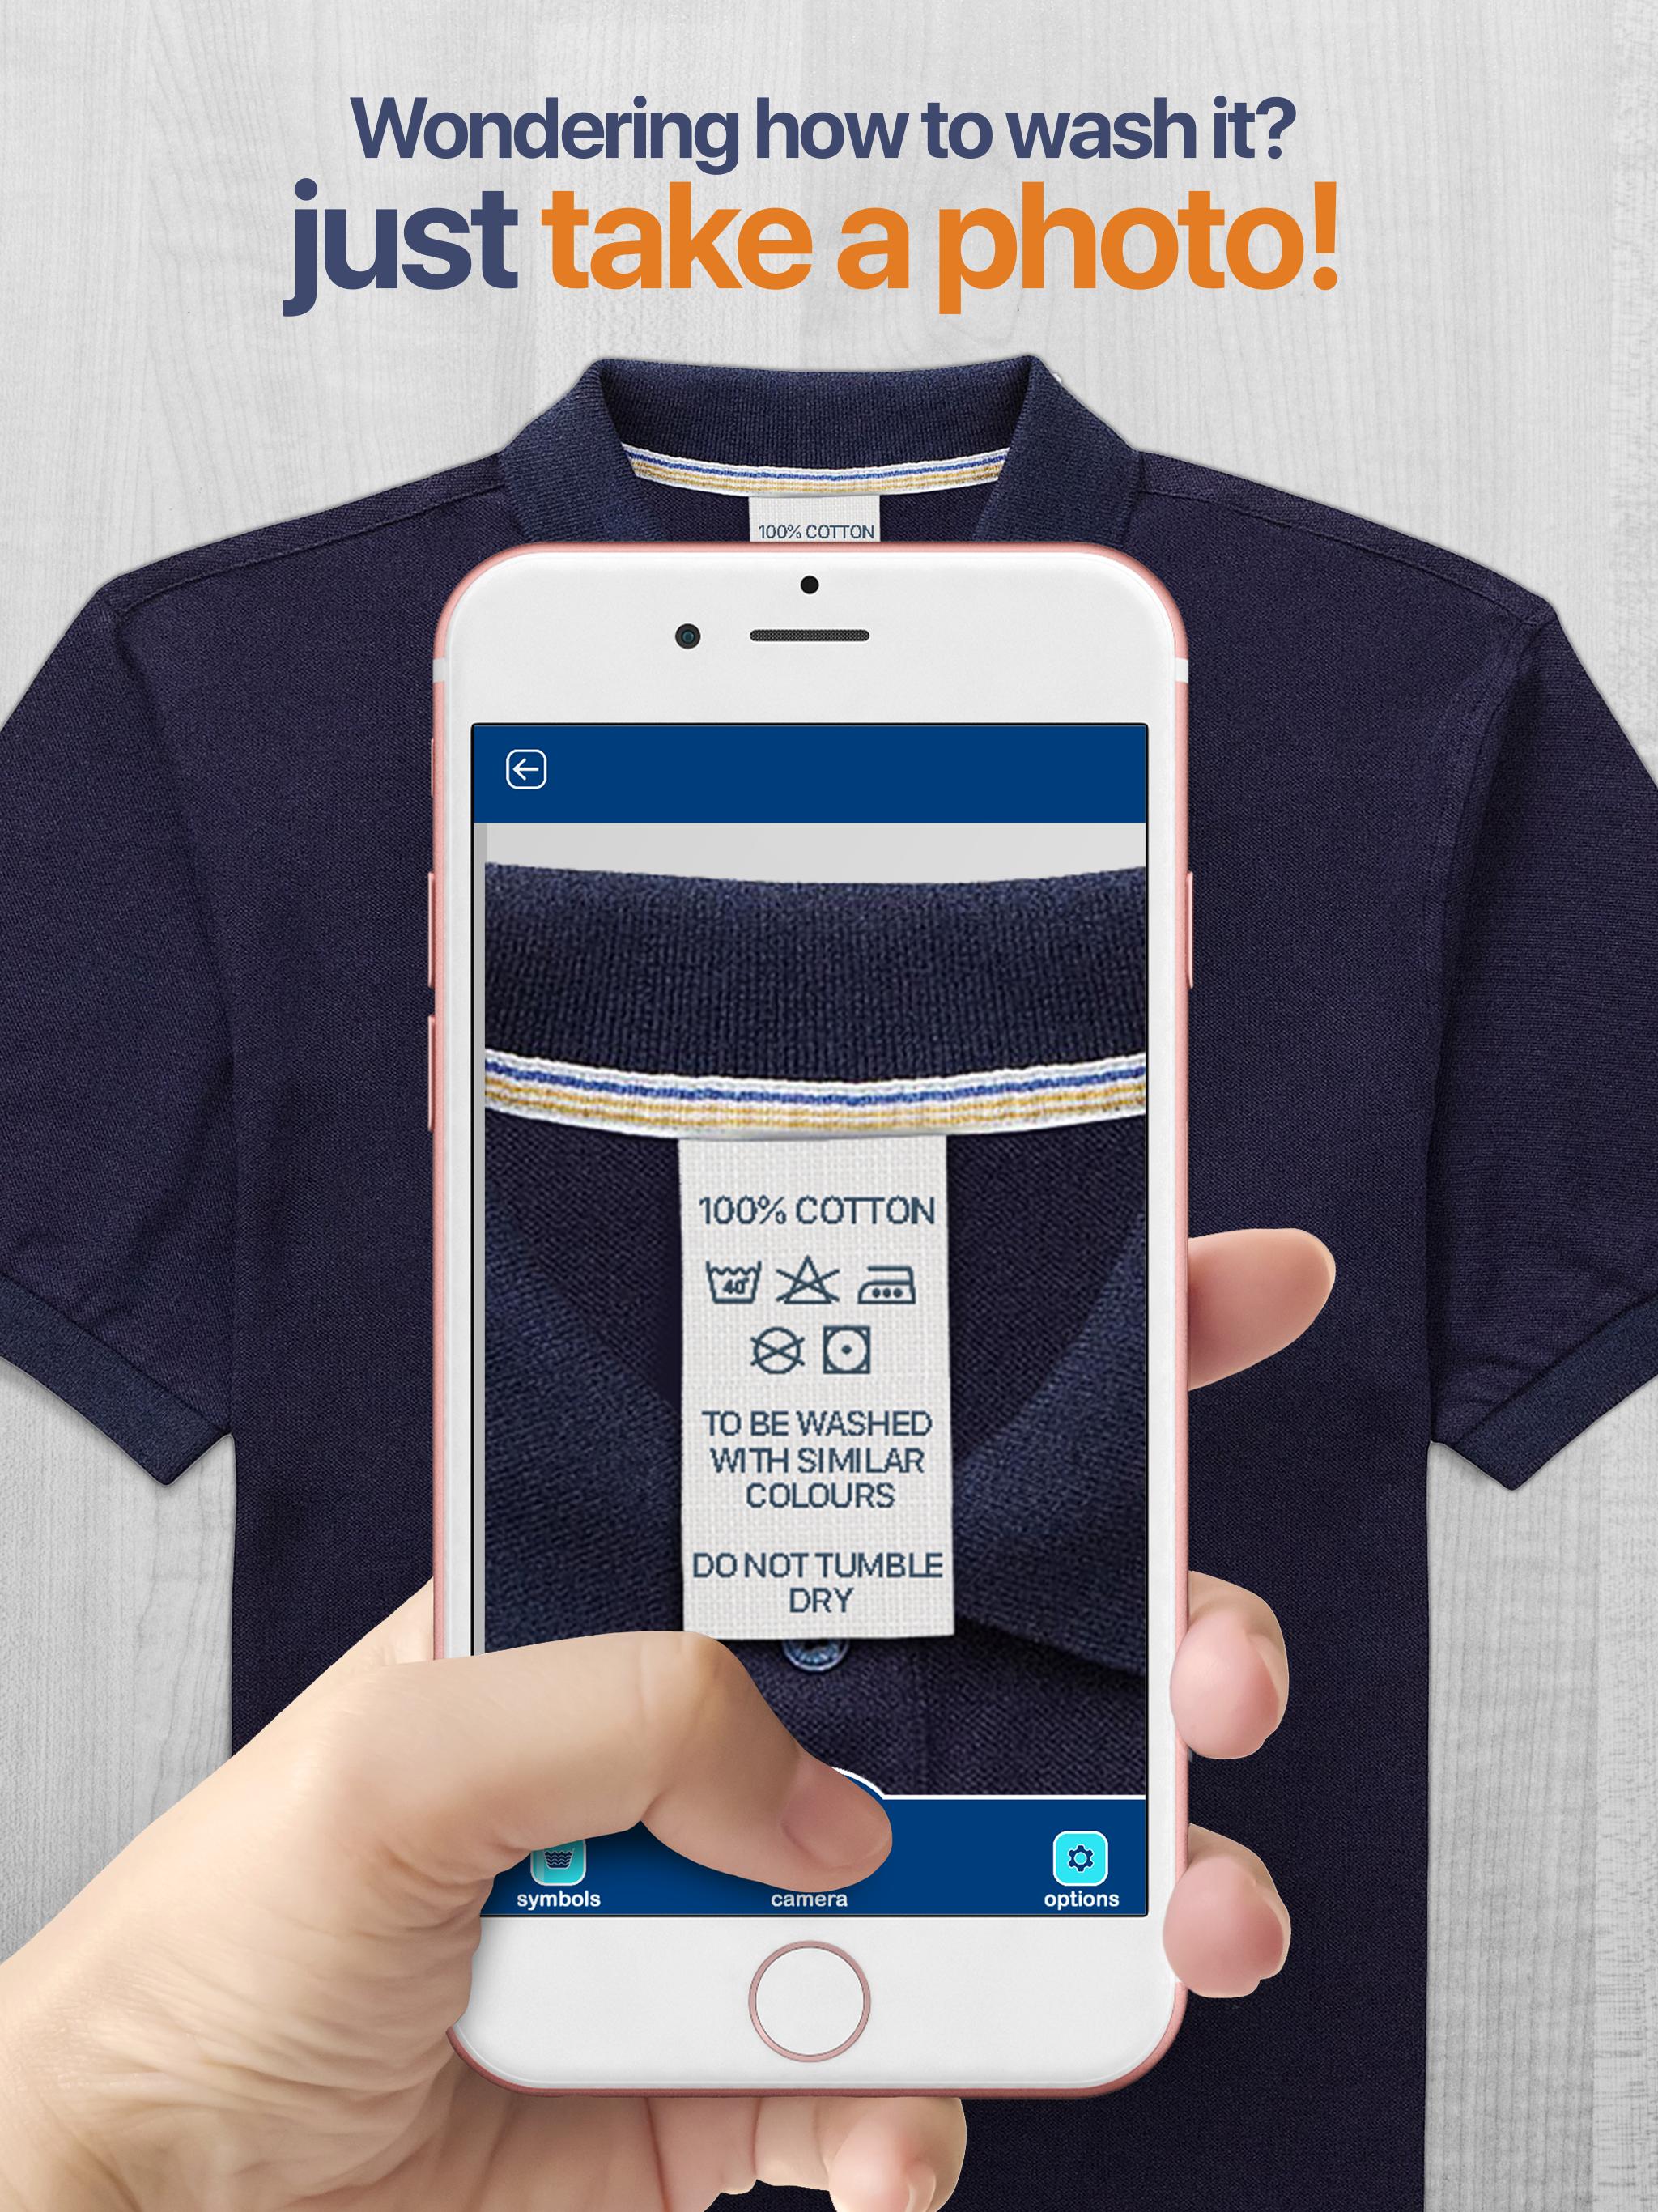 Wondering how to wash it?
just take a photo!
100% COTTON
100% COTTON
40°
TO BE WASHED
WITH SIMILAR
COLOURS
DO NOT TUMBLE
DRY
symbols
camera
options